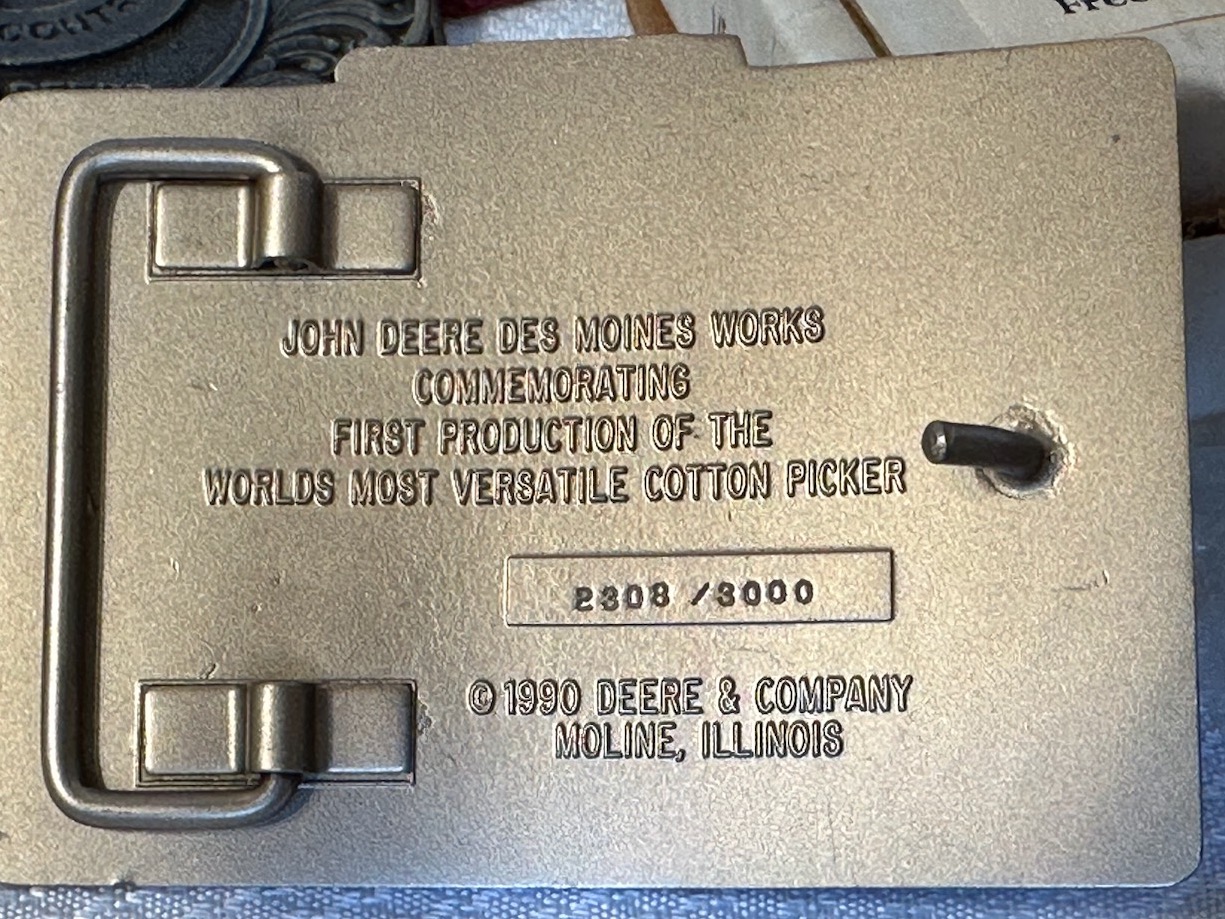 COUTS
JOHN DEERE DES MOINES WORKS
COMMEMORATING
FIRST PRODUCTION OF THE
WORLDS MOST VERSATILE COTTON PICKER
2308 /3000
© 1990 DEERE & COMPANY
MOLINE, ILLINOIS